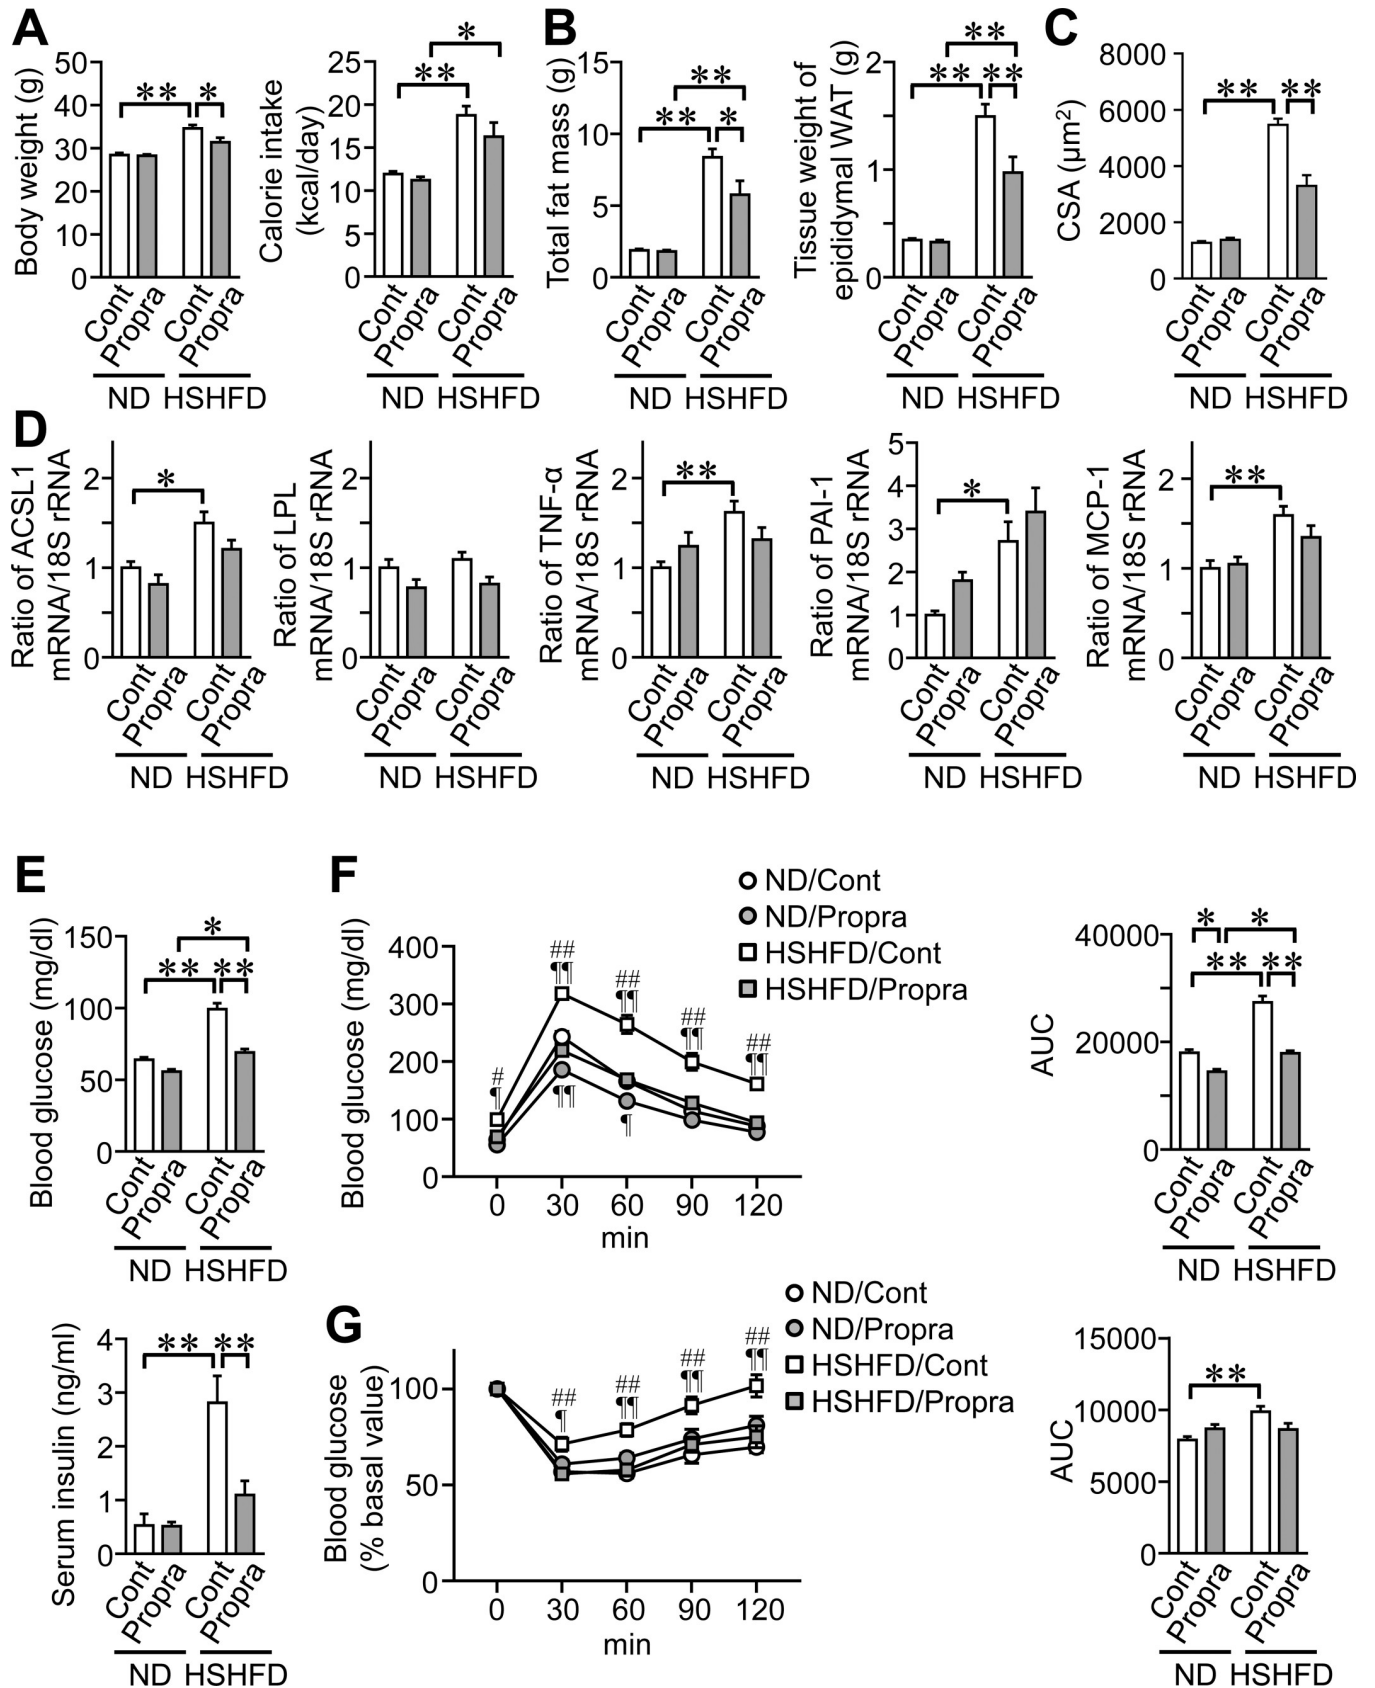 A
Body weight (g)
50
40
30
20
10
0
** *
Cont
Propra
Cont
Propra
ND HSHFD
Calorie intake
(kcal/day)
25
20
15
10
5
0
*
**
Cont
Propra
Cont
Propra
ND HSHFD
B
Total fat mass (g)
15
10
5
0
**
** *
Cont
Propra
Cont
Propra
ND HSHFD
Tissue weight of
epididymal WAT (g)
2
1
0
**
** **
Cont
Propra
Cont
Propra
ND HSHFD
C
CSA (µm²)
8000
6000
4000
2000
0
** **
Cont
Propra
Cont
Propra
ND HSHFD
D
Ratio of ACSL1
mRNA/18S rRNA
2
1
0
*
Cont
Propra
Cont
Propra
ND HSHFD
Ratio of LPL
mRNA/18S rRNA
2
1
0
Cont
Propra
Cont
Propra
ND HSHFD
Ratio of TNF-α
mRNA/18S rRNA
2
1
0
**
Cont
Propra
Cont
Propra
ND HSHFD
Ratio of PAI-1
mRNA/18S rRNA
5
4
3
2
1
0
*
Cont
Propra
Cont
Propra
ND HSHFD
Ratio of MCP-1
mRNA/18S rRNA
2
1
0
**
Cont
Propra
Cont
Propra
ND HSHFD
E
Blood glucose (mg/dl)
150
100
50
0
*
** **
Cont
Propra
Cont
Propra
ND HSHFD
Serum insulin (ng/ml)
4
3
2
1
0
** **
Cont
Propra
Cont
Propra
ND HSHFD
F
ND/Cont
ND/Propra
HSHFD/Cont
HSHFD/Propra
Blood glucose (mg/dl)
400
300
200
100
0
#
¶
##
¶¶
¶¶
##
¶¶
¶
##
¶¶
##
¶¶
0 30 60 90 120
min
AUC
40000
20000
0
* *
** **
Cont
Propra
Cont
Propra
ND HSHFD
G
ND/Cont
ND/Propra
HSHFD/Cont
HSHFD/Propra
Blood glucose
(% basal value)
100
50
0
##
¶
##
¶¶
##
¶¶
##
¶¶
0 30 60 90 120
min
AUC
15000
10000
5000
0
**
Cont
Propra
Cont
Propra
ND HSHFD